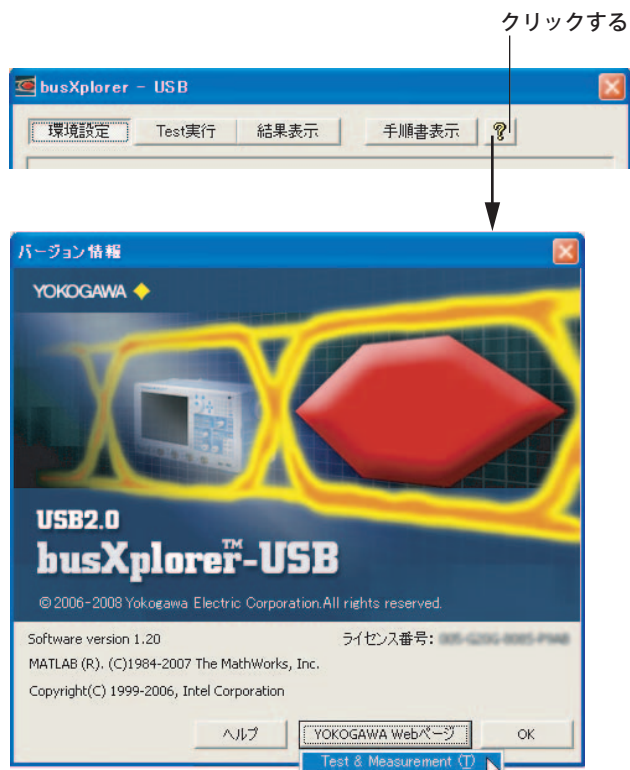 クリックする
busXplorer - USB
環境設定 Test実行 結果表示 手順書表示 ?
バージョン情報
YOKOGAWA
USB2.0
busXplorer™-USB
©2006-2008 Yokogawa Electric Corporation.All rights reserved.
Software version 1.20 ライセンス番号:
MATLAB (R). (C)1984-2007 The MathWorks, Inc.
Copyright(C) 1999-2006, Intel Corporation
ヘルプ YOKOGAWA Webページ OK
Test & Measurement (T)